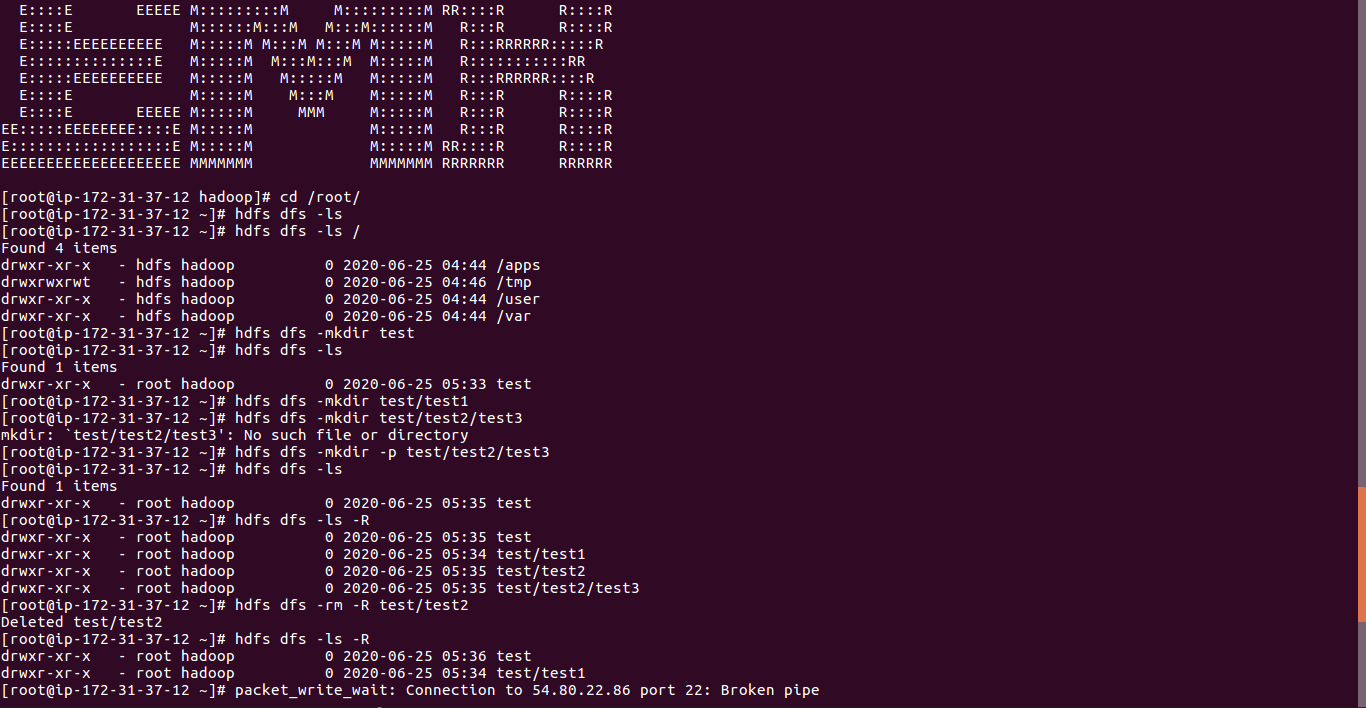 E::::E       EEEEE M:::::::::M     M:::::::::M RR::::R      R::::R
  E::::E             M::::::M:::M   M:::M::::::M   R:::R      R::::R
  E:::::EEEEEEEEEE   M:::::M M:::M M:::M M:::::M   R:::RRRRRR:::::R
  E::::::::::::::E   M:::::M  M:::M:::M  M:::::M   R:::::::::::RR
  E:::::EEEEEEEEEE   M:::::M   M:::::M   M:::::M   R:::RRRRRR::::R
  E::::E             M:::::M    M:::M    M:::::M   R:::R      R::::R
  E::::E       EEEEE M:::::M     MMM     M:::::M   R:::R      R::::R
EE:::::EEEEEEEE::::E M:::::M             M:::::M   R:::R      R::::R
E::::::::::::::::::E M:::::M             M:::::M RR::::R      R::::R
EEEEEEEEEEEEEEEEEEEE MMMMMMM             MMMMMMM RRRRRRR      RRRRRR

[root@ip-172-31-37-12 hadoop]# cd /root/
[root@ip-172-31-37-12 ~]# hdfs dfs -ls
[root@ip-172-31-37-12 ~]# hdfs dfs -ls /
Found 4 items
drwxr-xr-x   - hdfs hadoop          0 2020-06-25 04:44 /apps
drwxrwxrwt   - hdfs hadoop          0 2020-06-25 04:46 /tmp
drwxr-xr-x   - hdfs hadoop          0 2020-06-25 04:44 /user
drwxr-xr-x   - hdfs hadoop          0 2020-06-25 04:44 /var
[root@ip-172-31-37-12 ~]# hdfs dfs -mkdir test
[root@ip-172-31-37-12 ~]# hdfs dfs -ls
Found 1 items
drwxr-xr-x   - root hadoop          0 2020-06-25 05:33 test
[root@ip-172-31-37-12 ~]# hdfs dfs -mkdir test/test1
[root@ip-172-31-37-12 ~]# hdfs dfs -mkdir test/test2/test3
mkdir: `test/test2/test3': No such file or directory
[root@ip-172-31-37-12 ~]# hdfs dfs -mkdir -p test/test2/test3
[root@ip-172-31-37-12 ~]# hdfs dfs -ls
Found 1 items
drwxr-xr-x   - root hadoop          0 2020-06-25 05:35 test
[root@ip-172-31-37-12 ~]# hdfs dfs -ls -R
drwxr-xr-x   - root hadoop          0 2020-06-25 05:35 test
drwxr-xr-x   - root hadoop          0 2020-06-25 05:34 test/test1
drwxr-xr-x   - root hadoop          0 2020-06-25 05:35 test/test2
drwxr-xr-x   - root hadoop          0 2020-06-25 05:35 test/test2/test3
[root@ip-172-31-37-12 ~]# hdfs dfs -rm -R test/test2
Deleted test/test2
[root@ip-172-31-37-12 ~]# hdfs dfs -ls -R
drwxr-xr-x   - root hadoop          0 2020-06-25 05:36 test
drwxr-xr-x   - root hadoop          0 2020-06-25 05:34 test/test1
[root@ip-172-31-37-12 ~]# packet_write_wait: Connection to 54.80.22.86 port 22: Broken pipe